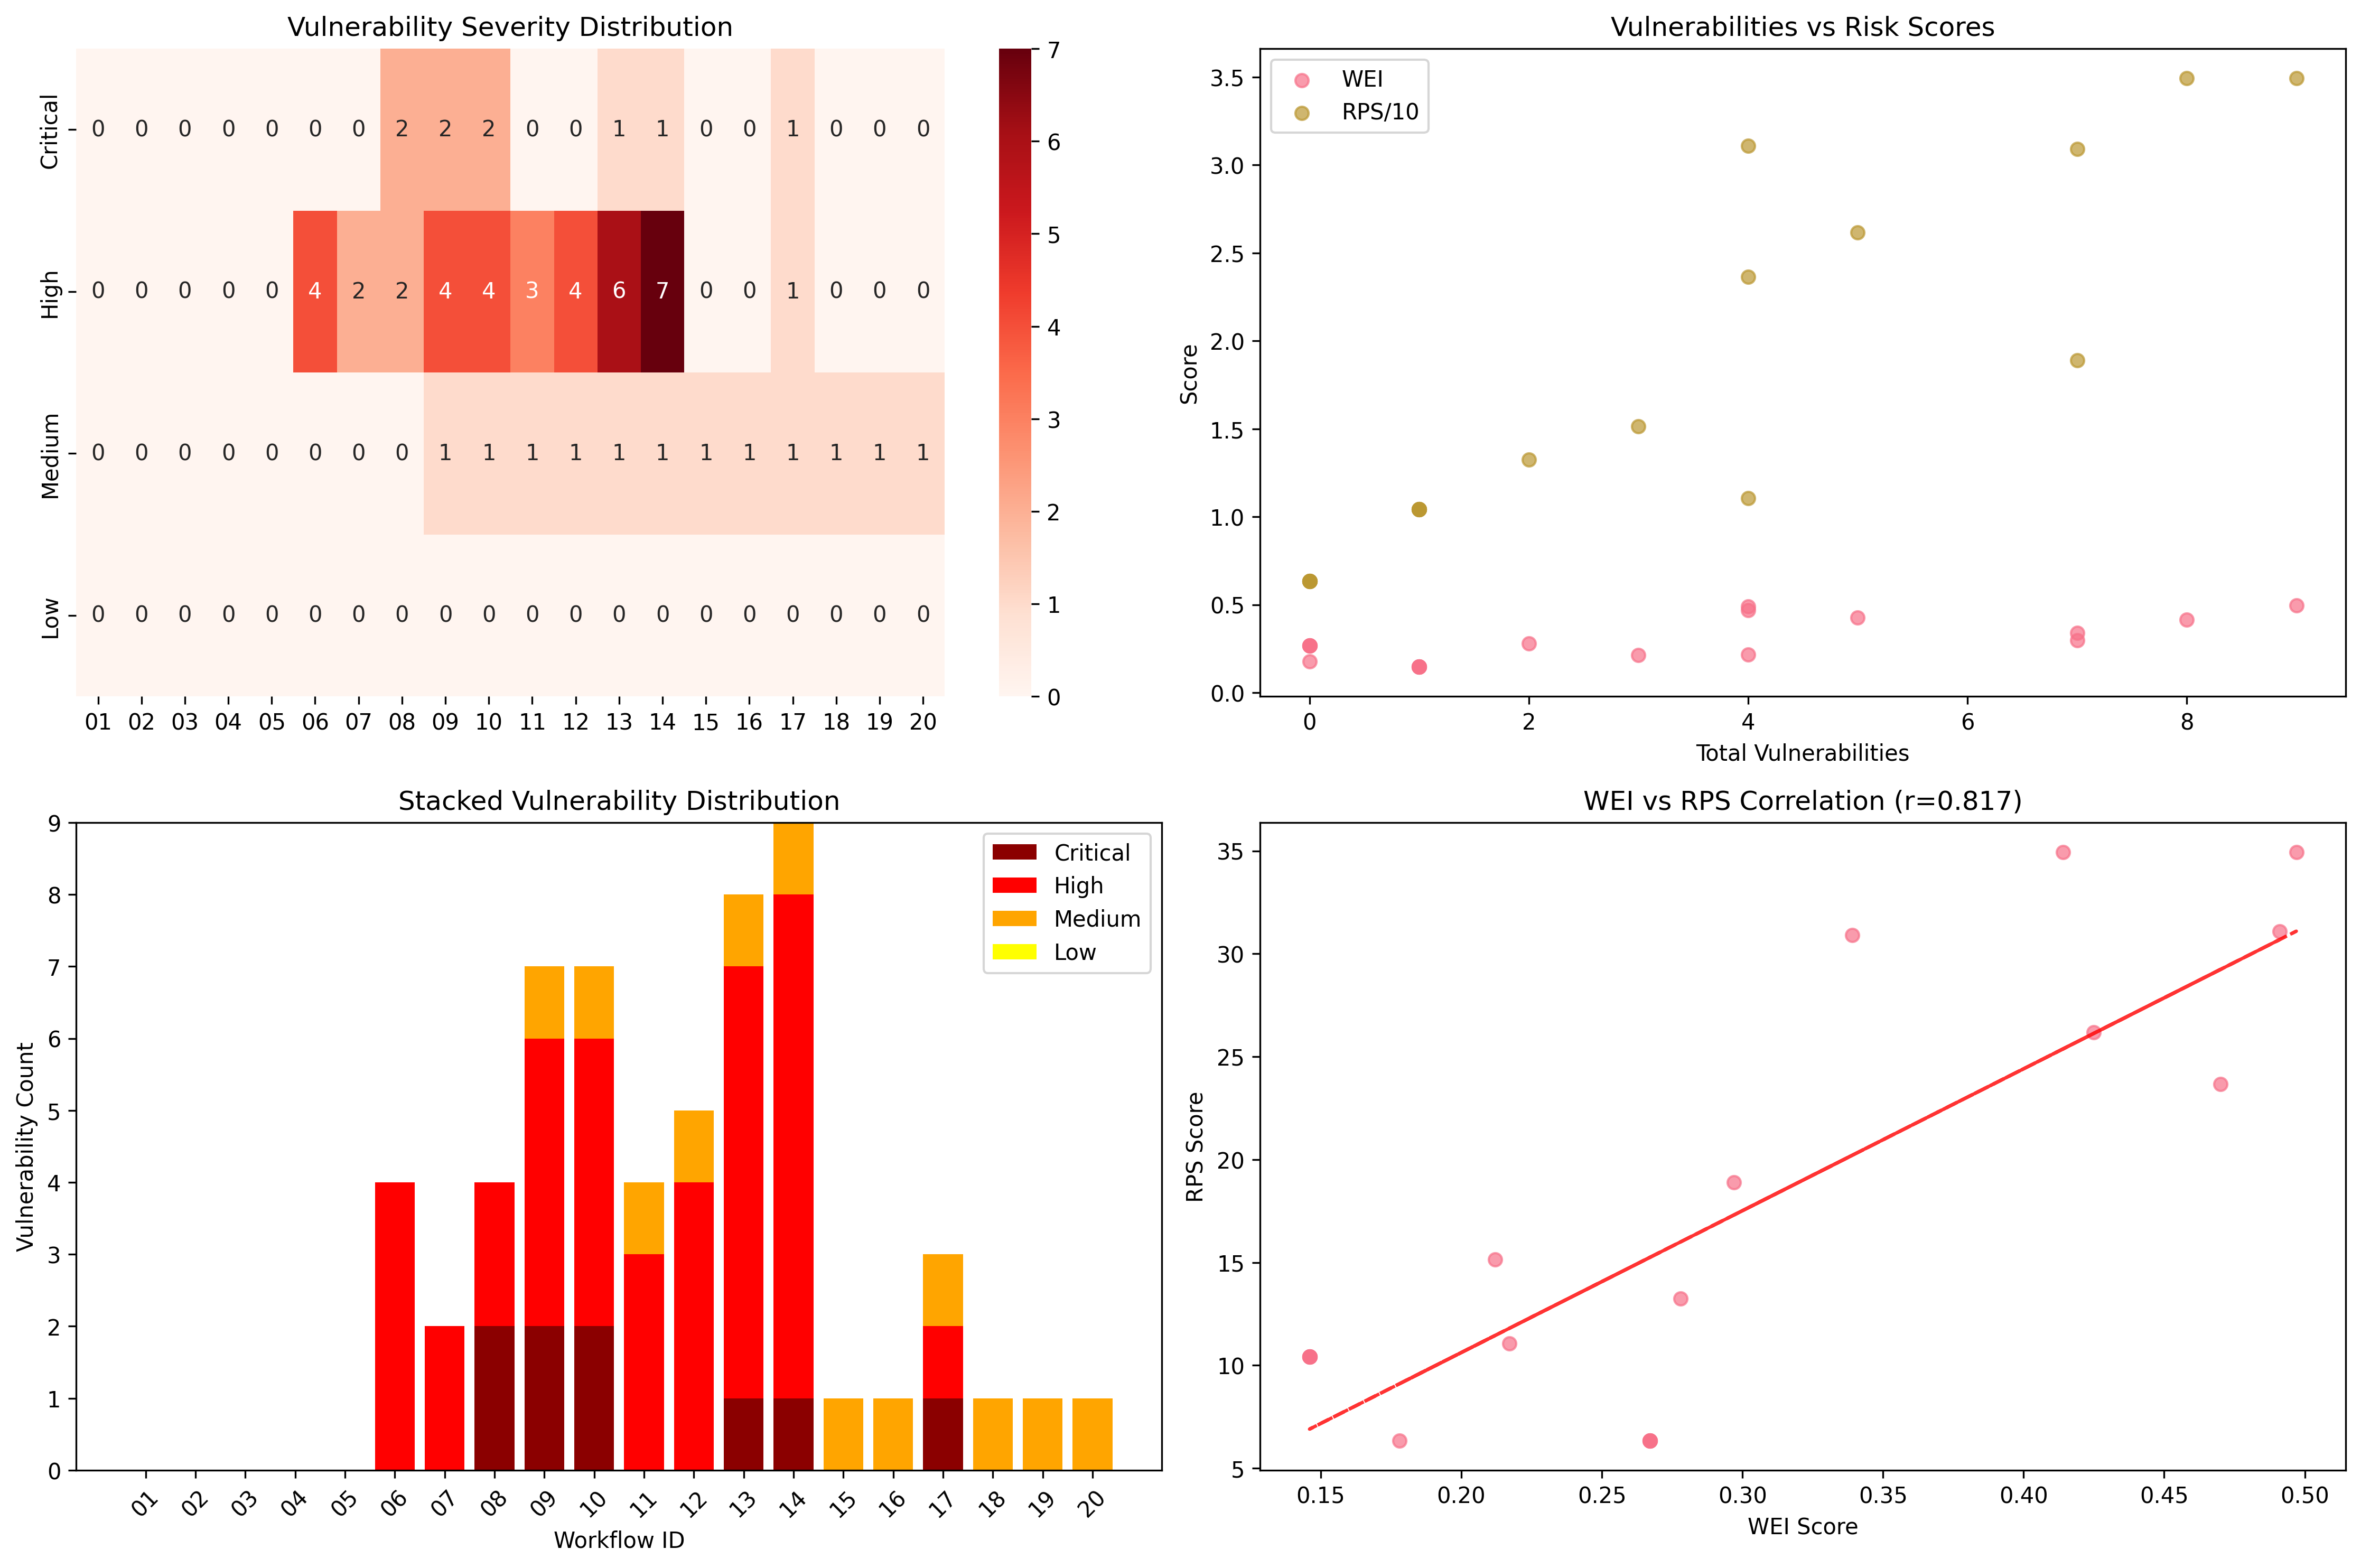 Vulnerability Severity Distribution
Critical 0 0 0 0 0 0 0 2 2 2 0 0 1 1 0 0 1 0 0 0
High 0 0 0 0 0 4 2 2 4 4 3 4 6 7 0 0 1 0 0 0
Medium 0 0 0 0 0 0 0 0 1 1 1 1 1 1 1 1 1 1 1 1
Low 0 0 0 0 0 0 0 0 0 0 0 0 0 0 0 0 0 0 0 0
01 02 03 04 05 06 07 08 09 10 11 12 13 14 15 16 17 18 19 20
7
6
5
4
3
2
1
0
Vulnerabilities vs Risk Scores
WEI
RPS/10
Score
3.5
3.0
2.5
2.0
1.5
1.0
0.5
0.0
0 2 4 6 8
Total Vulnerabilities
Stacked Vulnerability Distribution
Critical
High
Medium
Low
Vulnerability Count
9
8
7
6
5
4
3
2
1
0
01 02 03 04 05 06 07 08 09 10 11 12 13 14 15 16 17 18 19 20
Workflow ID
WEI vs RPS Correlation (r=0.817)
RPS Score
35
30
25
20
15
10
5
0.15 0.20 0.25 0.30 0.35 0.40 0.45 0.50
WEI Score